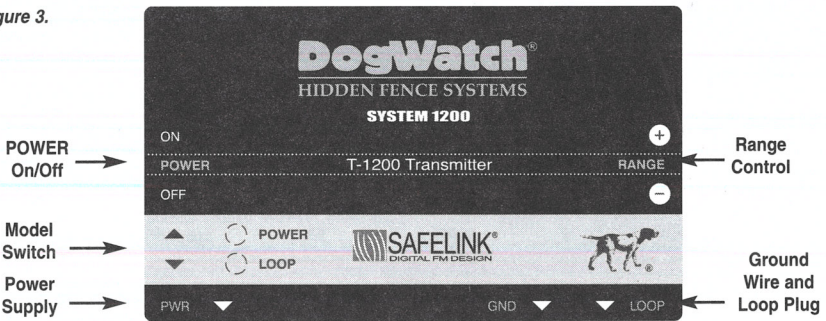 gure 3.
DogWatch®
HIDDEN FENCE SYSTEMS
SYSTEM 1200
ON
POWER On/Off
POWER
T-1200 Transmitter
RANGE
Range Control
OFF
Model Switch
POWER
LOOP
SAFELINK®
DIGITAL FM DESIGN
®
Power Supply
PWR
GND
LOOP
Ground Wire and Loop Plug